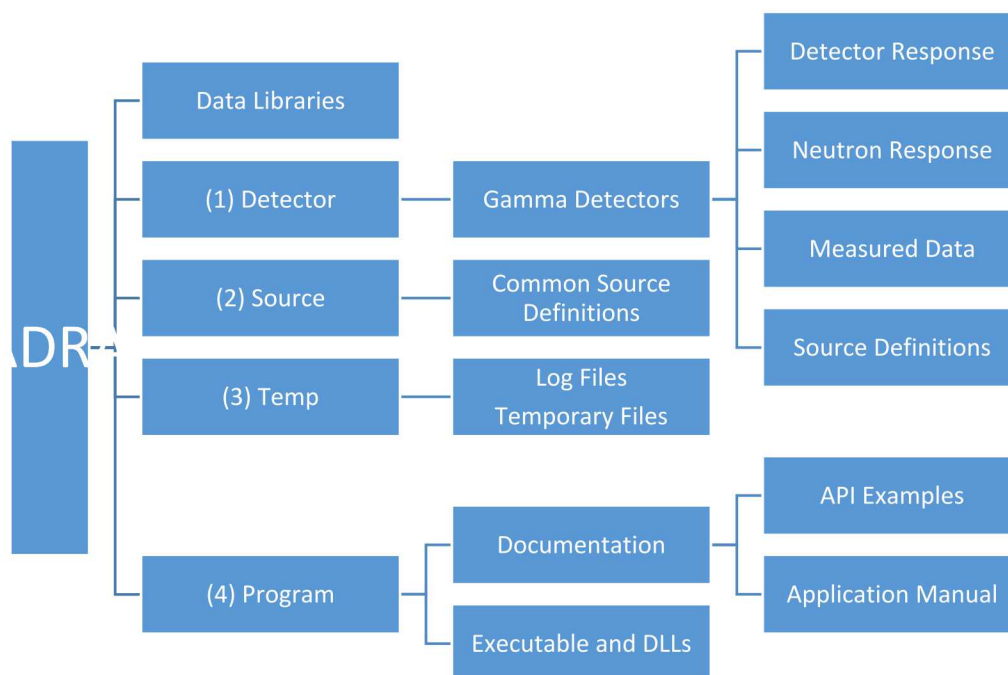 ADRA
Data Libraries
(1) Detector
(2) Source
(3) Temp
(4) Program
Gamma Detectors
Common Source
Definitions
Log Files
Temporary Files
Documentation
Executable and DLLs
Detector Response
Neutron Response
Measured Data
Source Definitions
API Examples
Application Manual